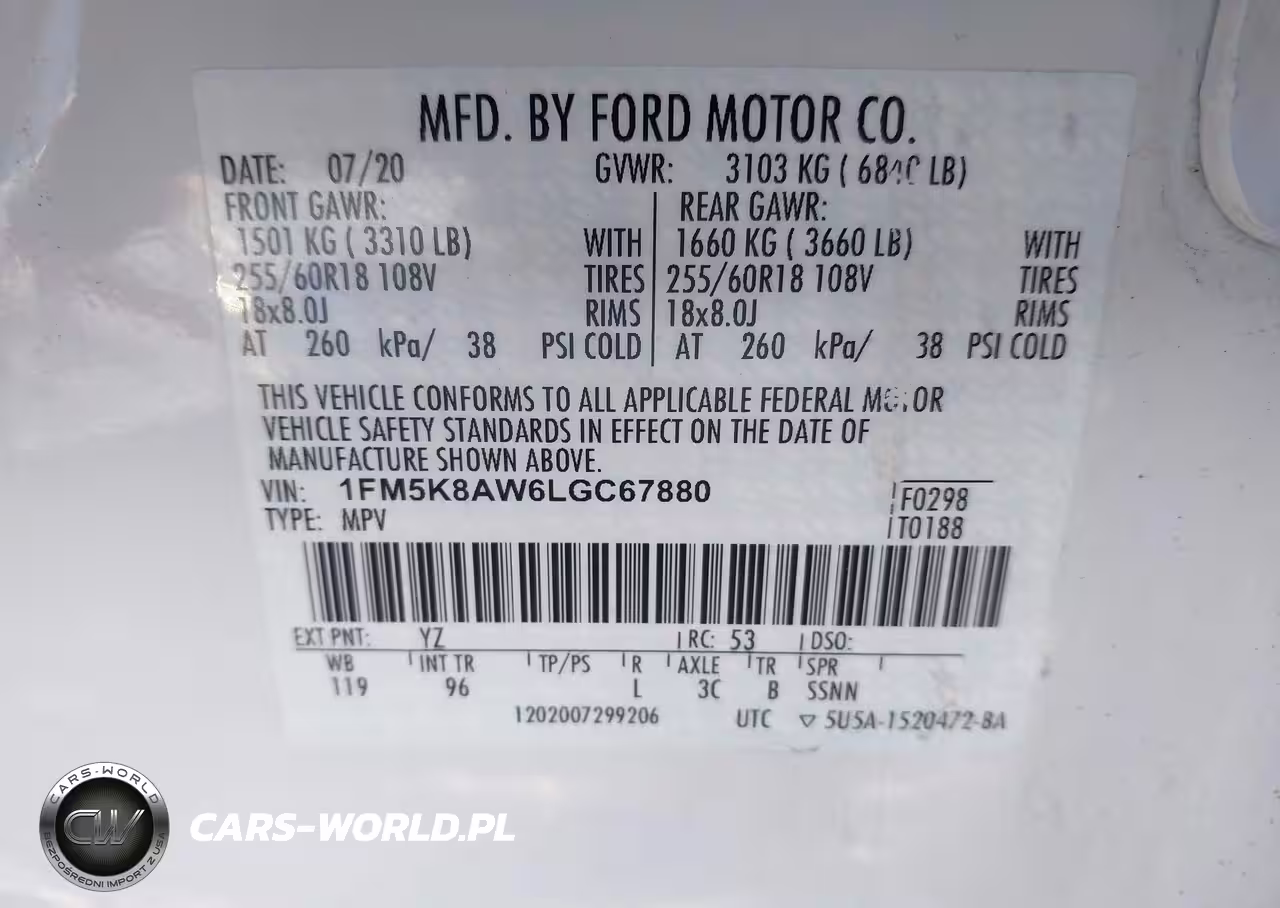 MFD. BY FORD MOTOR CO.
DATE: 07/20 GVWR: 3103 KG ( 6840 LB)
FRONT GAWR: REAR GAWR:
1501 KG ( 3310 LB) WITH 1660 KG ( 3660 LB) WITH
255/60R18 108V TIRES 255/60R18 108V TIRES
18x8.0J RIMS 18x8.0J RIMS
AT 260 kPa/ 38 PSI COLD AT 260 kPa/ 38 PSI COLD
THIS VEHICLE CONFORMS TO ALL APPLICABLE FEDERAL MOTOR
VEHICLE SAFETY STANDARDS IN EFFECT ON THE DATE OF
MANUFACTURE SHOWN ABOVE.
VIN: 1FM5K8AW6LGC67880 F0298
TYPE: MPV T0188
EXT PNT: YZ RC: 53 DSO:
WB INT TR TP/PS R AXLE TR SPR
119 96 L 3C B SSNN
1202007299206 UTC ▽ 5U5A-1520472-BA
CARS-WORLD
CW
BEZPOŚREDNI IMPORT Z USA
CARS-WORLD.PL